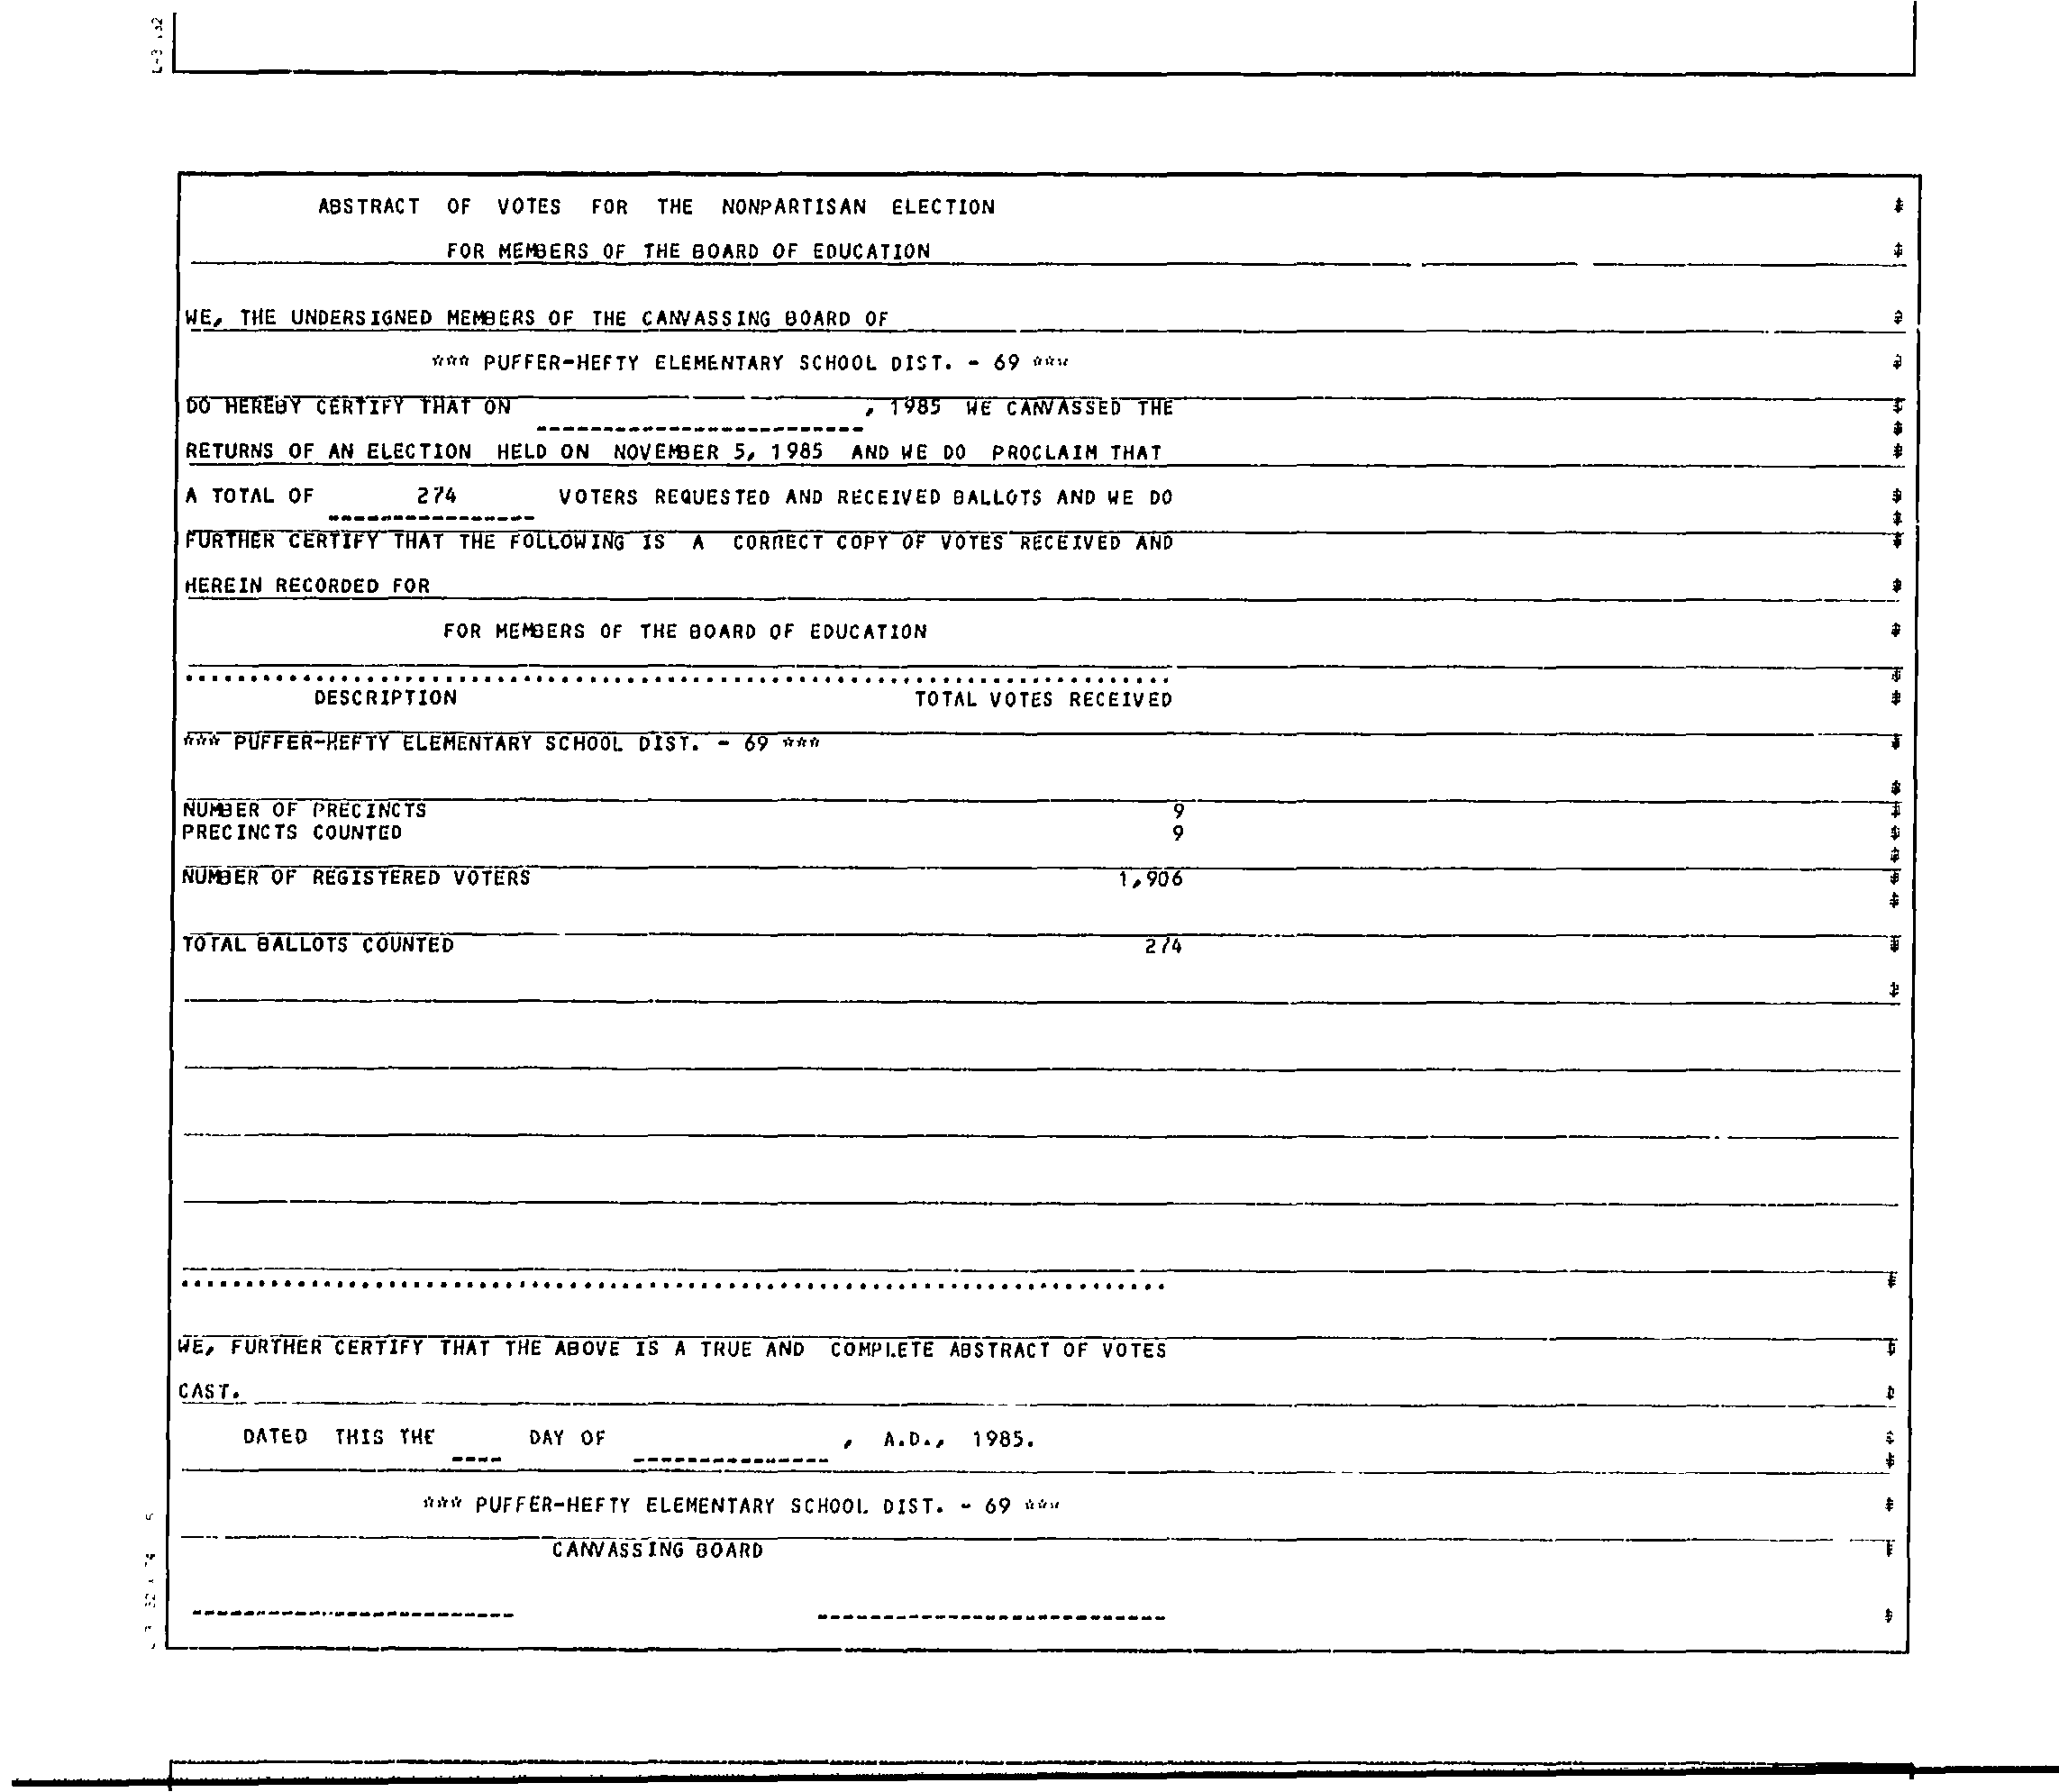 ABSTRACT OF VOTES FOR THE NONPARTISAN ELECTION
FOR MEMBERS OF THE BOARD OF EDUCATION
WE, THE UNDERSIGNED MEMBERS OF THE CANVASSING BOARD OF
*** PUFFER-HEFTY ELEMENTARY SCHOOL DIST. - 69 ***
DO HEREBY CERTIFY THAT ON , 1985 WE CANVASSED THE
RETURNS OF AN ELECTION HELD ON NOVEMBER 5, 1985 AND WE DO PROCLAIM THAT
A TOTAL OF 274 VOTERS REQUESTED AND RECEIVED BALLOTS AND WE DO
FURTHER CERTIFY THAT THE FOLLOWING IS A CORRECT COPY OF VOTES RECEIVED AND
HEREIN RECORDED FOR
FOR MEMBERS OF THE BOARD OF EDUCATION
DESCRIPTION TOTAL VOTES RECEIVED
*** PUFFER-HEFTY ELEMENTARY SCHOOL DIST. - 69 ***
NUMBER OF PRECINCTS 9
PRECINCTS COUNTED 9
NUMBER OF REGISTERED VOTERS 1,906
TOTAL BALLOTS COUNTED 274
WE, FURTHER CERTIFY THAT THE ABOVE IS A TRUE AND COMPLETE ABSTRACT OF VOTES
CAST.
DATED THIS THE ---- DAY OF ---------------, A.D., 1985.
*** PUFFER-HEFTY ELEMENTARY SCHOOL DIST. - 69 ***
CANVASSING BOARD